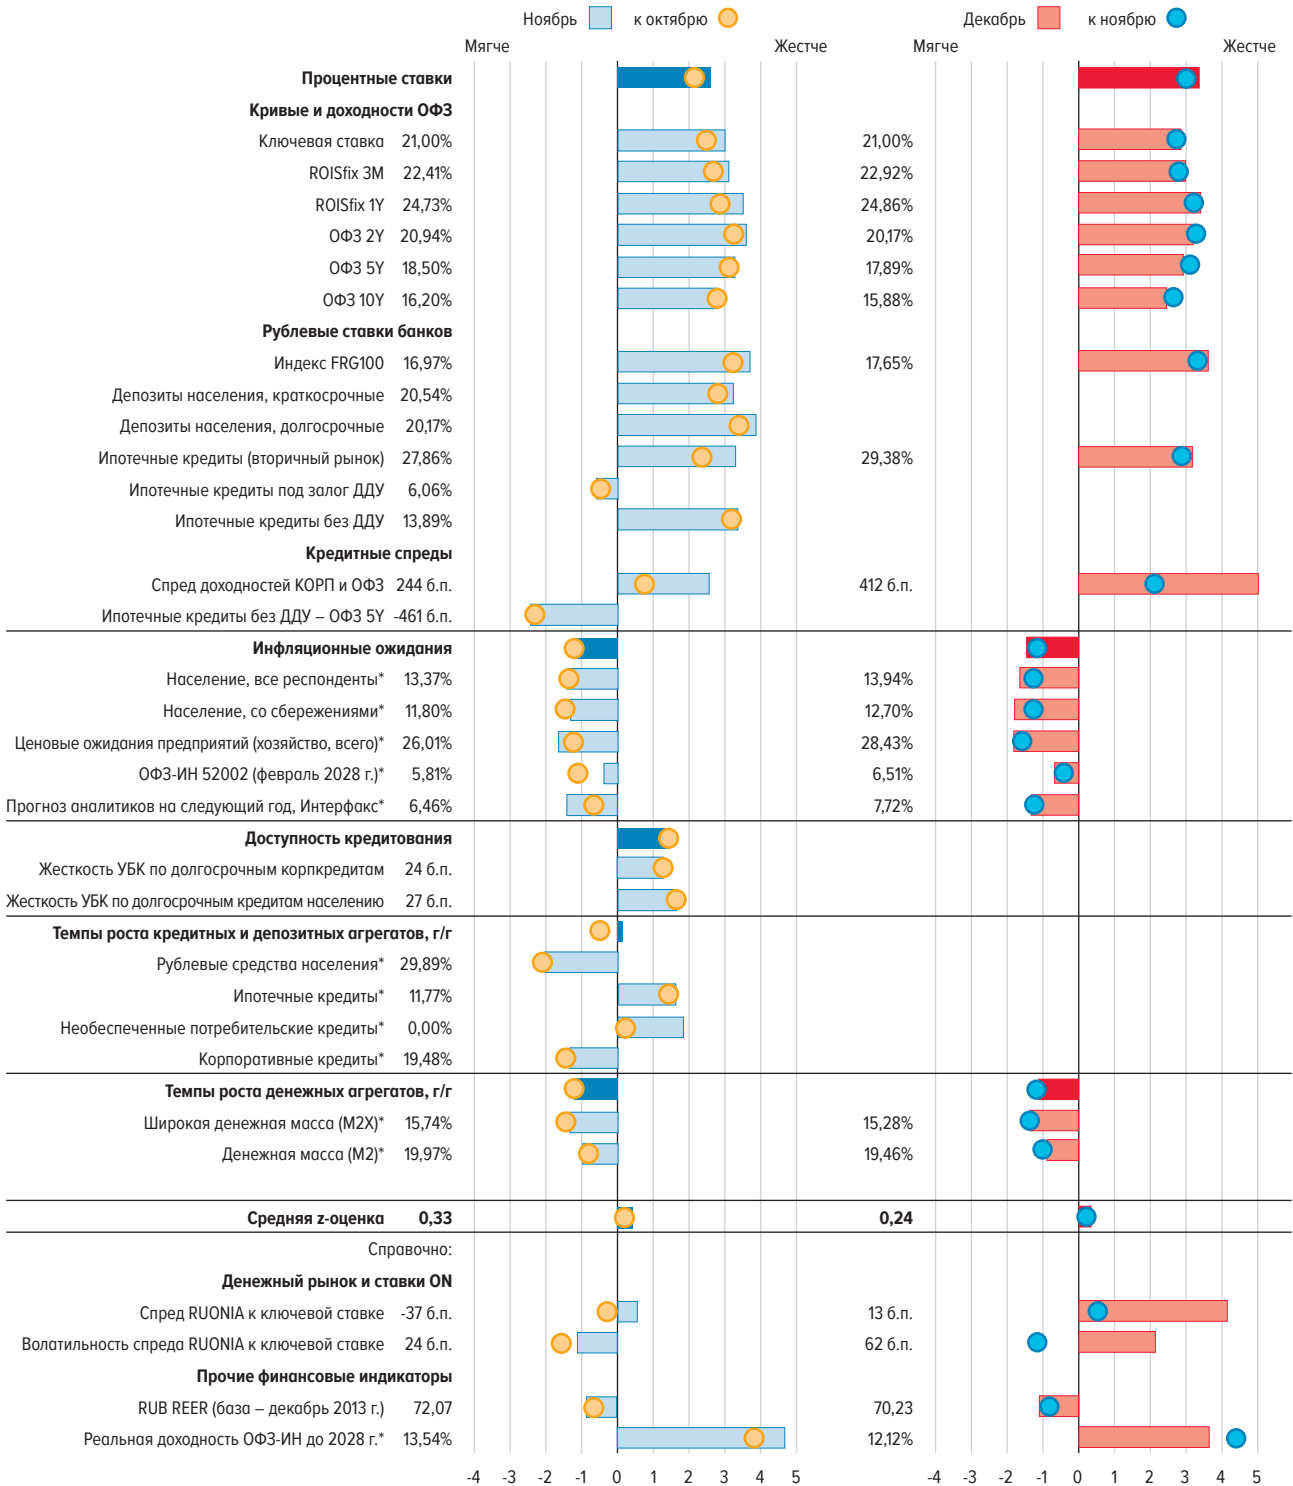 Ноябрь к октябрю Декабрь к ноябрю
Мягче Жестче Мягче Жестче
Процентные ставки
Кривые и доходности ОФЗ
Ключевая ставка 21,00% 21,00%
ROISfix 3M 22,41% 22,92%
ROISfix 1Y 24,73% 24,86%
ОФЗ 2Y 20,94% 20,17%
ОФЗ 5Y 18,50% 17,89%
ОФЗ 10Y 16,20% 15,88%
Рублевые ставки банков
Индекс FRG100 16,97% 17,65%
Депозиты населения, краткосрочные 20,54%
Депозиты населения, долгосрочные 20,17%
Ипотечные кредиты (вторичный рынок) 27,86% 29,38%
Ипотечные кредиты под залог ДДУ 6,06%
Ипотечные кредиты без ДДУ 13,89%
Кредитные спреды
Спред доходностей КОРП и ОФЗ 244 б.п. 412 б.п.
Ипотечные кредиты без ДДУ – ОФЗ 5Y -461 б.п.
Инфляционные ожидания
Население, все респонденты* 13,37% 13,94%
Население, со сбережениями* 11,80% 12,70%
Ценовые ожидания предприятий (хозяйство, всего)* 26,01% 28,43%
ОФЗ-ИН 52002 (февраль 2028 г.)* 5,81% 6,51%
Прогноз аналитиков на следующий год, Интерфакс* 6,46% 7,72%
Доступность кредитования
Жесткость УБК по долгосрочным корпкредитам 24 б.п.
Жесткость УБК по долгосрочным кредитам населению 27 б.п.
Темпы роста кредитных и депозитных агрегатов, г/г
Рублевые средства населения* 29,89%
Ипотечные кредиты* 11,77%
Необеспеченные потребительские кредиты* 0,00%
Корпоративные кредиты* 19,48%
Темпы роста денежных агрегатов, г/г
Широкая денежная масса (М2Х)* 15,74% 15,28%
Денежная масса (М2)* 19,97% 19,46%
Средняя z-оценка 0,33 0,24
Справочно:
Денежный рынок и ставки ON
Спред RUONIA к ключевой ставке -37 б.п. 13 б.п.
Волатильность спреда RUONIA к ключевой ставке 24 б.п. 62 б.п.
Прочие финансовые индикаторы
RUB REER (база – декабрь 2013 г.) 72,07 70,23
Реальная доходность ОФЗ-ИН до 2028 г.* 13,54% 12,12%
-4 -3 -2 -1 0 1 2 3 4 5 -4 -3 -2 -1 0 1 2 3 4 5